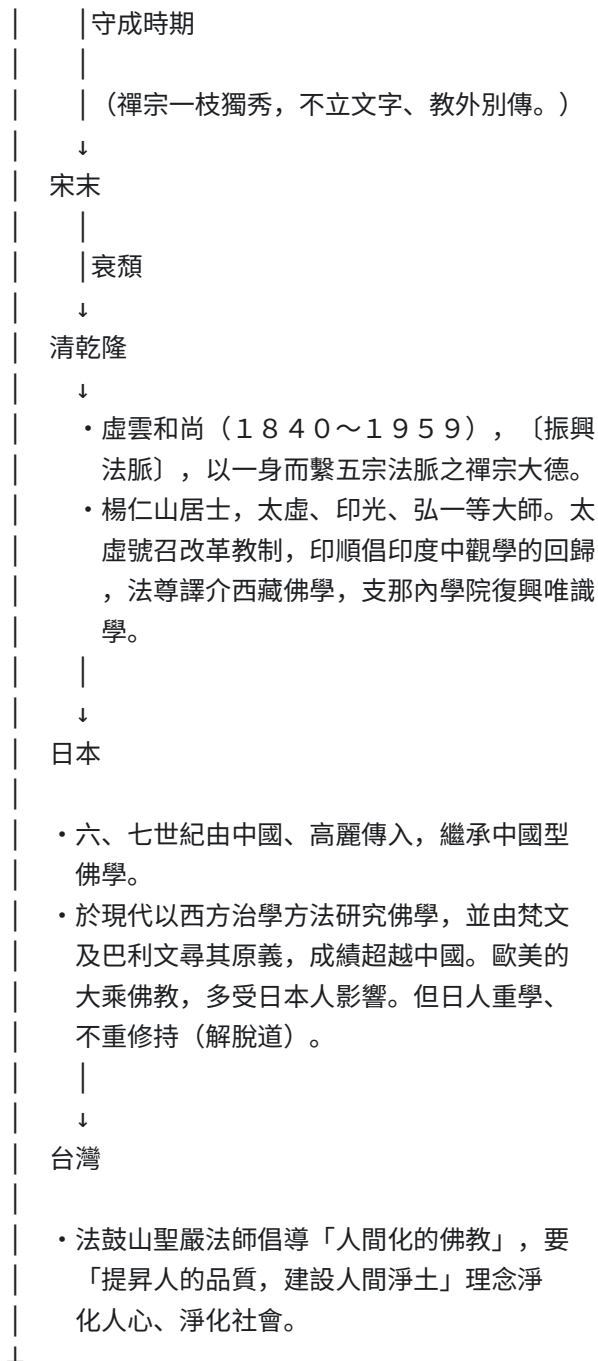 │　　│守成時期
│　　│
│　　│（禪宗一枝獨秀，不立文字、教外別傳。）
│　　↓
│　宋末
│　　│
│　　│衰頹
│　　↓
│　清乾隆
│　　↓
│　　・虛雲和尚（１８４０～１９５９），〔振興
│　　　法脈〕，以一身而繫五宗法脈之禪宗大德。
│　　・楊仁山居士，太虛、印光、弘一等大師。太
│　　　虛號召改革教制，印順倡印度中觀學的回歸
│　　　，法尊譯介西藏佛學，支那內學院復興唯識
│　　　學。
│　　│
│　　↓
│　日本
│
│　・六、七世紀由中國、高麗傳入，繼承中國型
│　　佛學。
│　・於現代以西方治學方法研究佛學，並由梵文
│　　及巴利文尋其原義，成績超越中國。歐美的
│　　大乘佛教，多受日本人影響。但日人重學、
│　　不重修持（解脫道）。
│　　│
│　　↓
│　台灣
│
│　・法鼓山聖嚴法師倡導「人間化的佛教」，要
│　　「提昇人的品質，建設人間淨土」理念淨
│　　化人心、淨化社會。